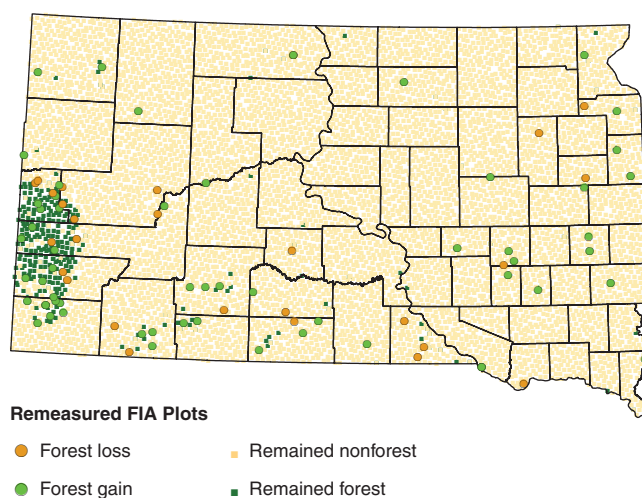 Remeasured FIA Plots
Forest loss
Remained nonforest
Forest gain
Remained forest